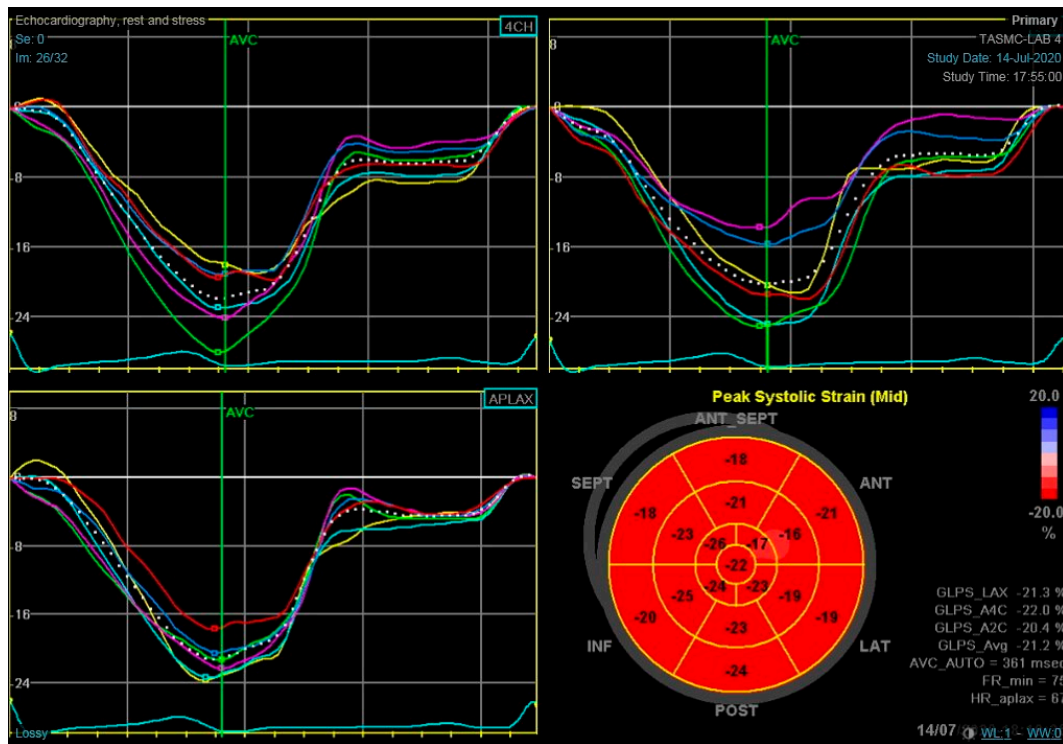 Echocardiography, rest and stress
Se: 0
Im: 26/32
4CH
AVC
8
0
-8
-16
-24
Primary
TASMC-LAB 4
Study Date: 14-Jul-2020
Study Time: 17:55:00
AVC
8
0
-8
-16
-24
APLAX
AVC
8
-8
-16
-24
Lossy
Peak Systolic Strain (Mid)
ANT_SEPT
SEPT
ANT
INF
LAT
POST
-18
-18
-21
-21
-23
-16
-26
-17
-22
-24
-23
-25
-19
-20
-19
-23
-24
20.0
-20.0
%
GLPS_LAX -21.3 %
GLPS_A4C -22.0 %
GLPS_A2C -20.4 %
GLPS_Avg -21.2 %
AVC_AUTO = 361 msec
FR_min = 75
HR_aplax = 67
14/07
WL:1 - WW:0